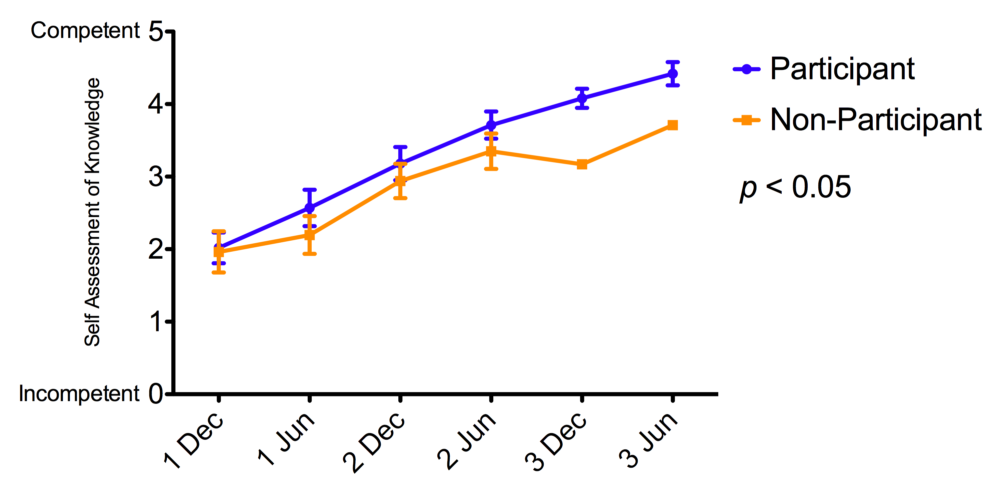 Competent 5
4
3
2
1
Incompetent 0
Self Assessment of Knowledge
1 Dec
1 Jun
2 Dec
2 Jun
3 Dec
3 Jun
Participant
Non-Participant
p < 0.05